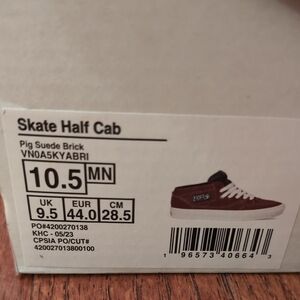 Skate Half Cab
Pig Suede Brick
VN0A5KYABRI
10.5 MN
UK EUR CM
9.5 44.0 28.5
PO#4200270138
KHC - 05/23
CPSIA PO/CUT#
420027013800100
1 96573 40664 3